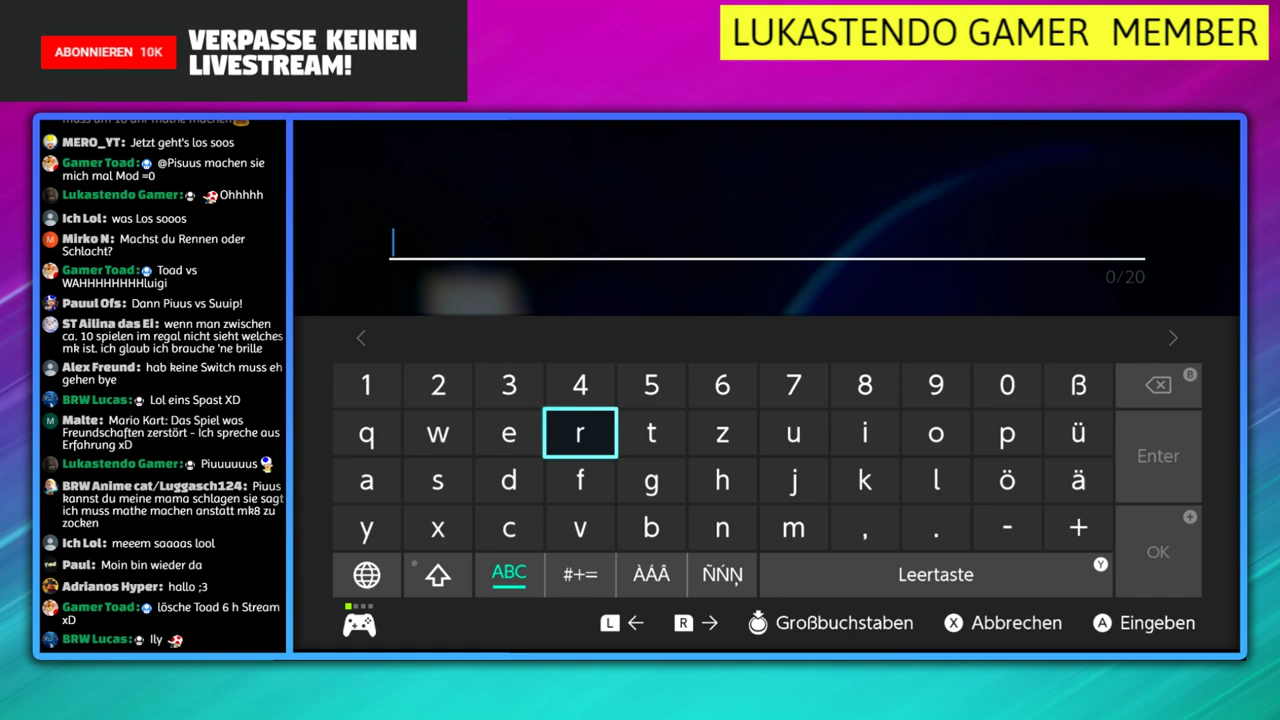 ABONNIEREN 10K
VERPASSE KEINEN
LIVESTREAM!
LUKASTENDO GAMER MEMBER
muss am 18 uhr mathe machen
MERO_YT: Jetzt geht's los soos
Gamer Toad: @Pisuus machen sie
mich mal Mod =0
Lukastendo Gamer: Ohhhhh
Ich Lol: was Los sooos
Mirko N: Machst du Rennen oder
Schlacht?
Gamer Toad: Toad vs
WAHHHHHHHHluigi
Pauul Ofs: Dann Piuus vs Suuip!
ST Ailina das Ei: wenn man zwischen
ca. 10 spielen im regal nicht sieht welches
mk ist. ich glaub ich brauche 'ne brille
Alex Freund: hab keine Switch muss eh
gehen bye
BRW Lucas: Lol eins Spast XD
Malte: Mario Kart: Das Spiel was
Freundschaften zerstört - Ich spreche aus
Erfahrung xD
Lukastendo Gamer: Piuuuuuus
BRW Anime cat/Luggasch124: Piuus
kannst du meine mama schlagen sie sagt
ich muss mathe machen anstatt mk8 zu
zocken
Ich Lol: meeem saaaas lool
Paul: Moin bin wieder da
Adrianos Hyper: hallo ;3
Gamer Toad: lösche Toad 6 h Stream
xD
BRW Lucas: Ily
0/20
1 2 3 4 5 6 7 8 9 0 ß B
q w e r t z u i o p ü
Enter
a s d f g h j k l ö ä
y x c v b n m , . - +
OK
ABC #+= ÀÁÂ ÑŃŅ Leertaste Y
L ← R → Großbuchstaben X Abbrechen A Eingeben